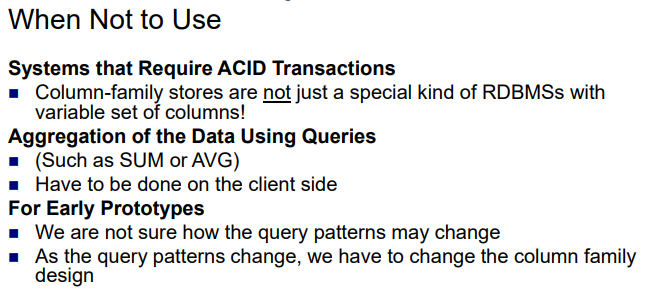 When Not to Use
Systems that Require ACID Transactions
■ Column-family stores are not just a special kind of RDBMSs with
variable set of columns!
Aggregation of the Data Using Queries
■ (Such as SUM or AVG)
■ Have to be done on the client side
For Early Prototypes
■ We are not sure how the query patterns may change
■ As the query patterns change, we have to change the column family
design